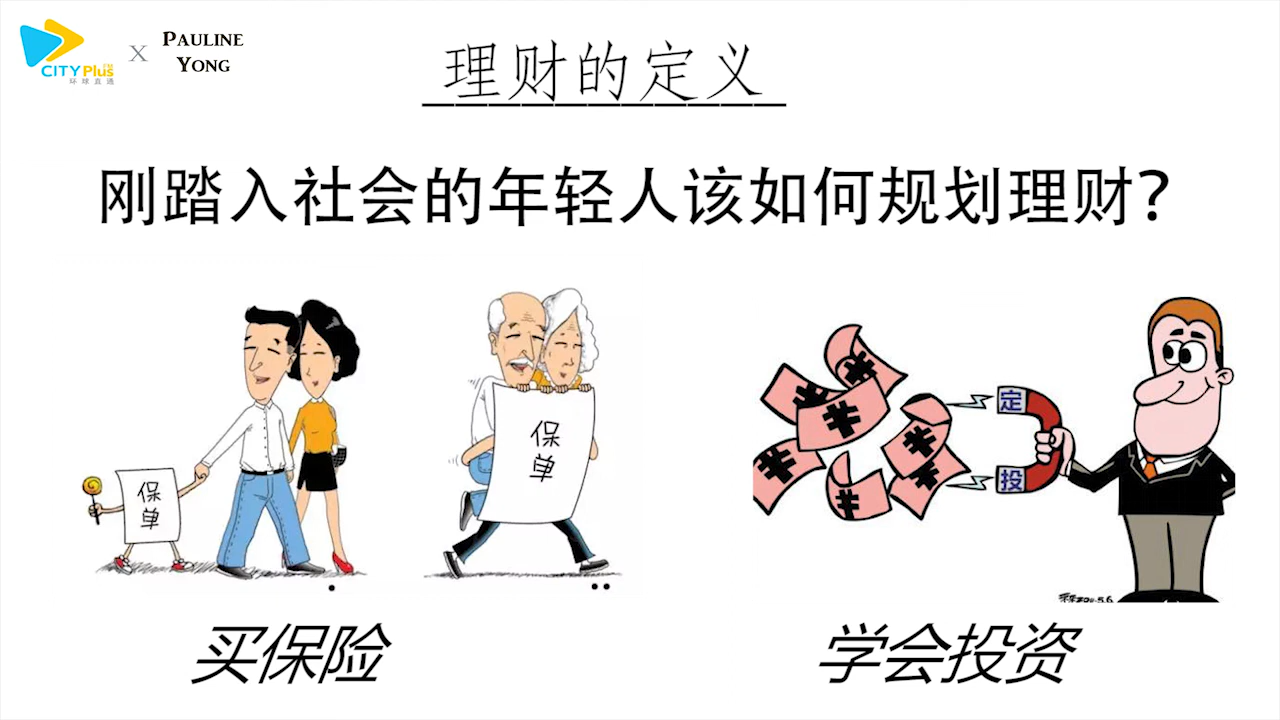 CITYPlus FM
环球直通
X
PAULINE
YONG
理财的定义
刚踏入社会的年轻人该如何规划理财?
保
单
保
单
定
投
买保险
学会投资